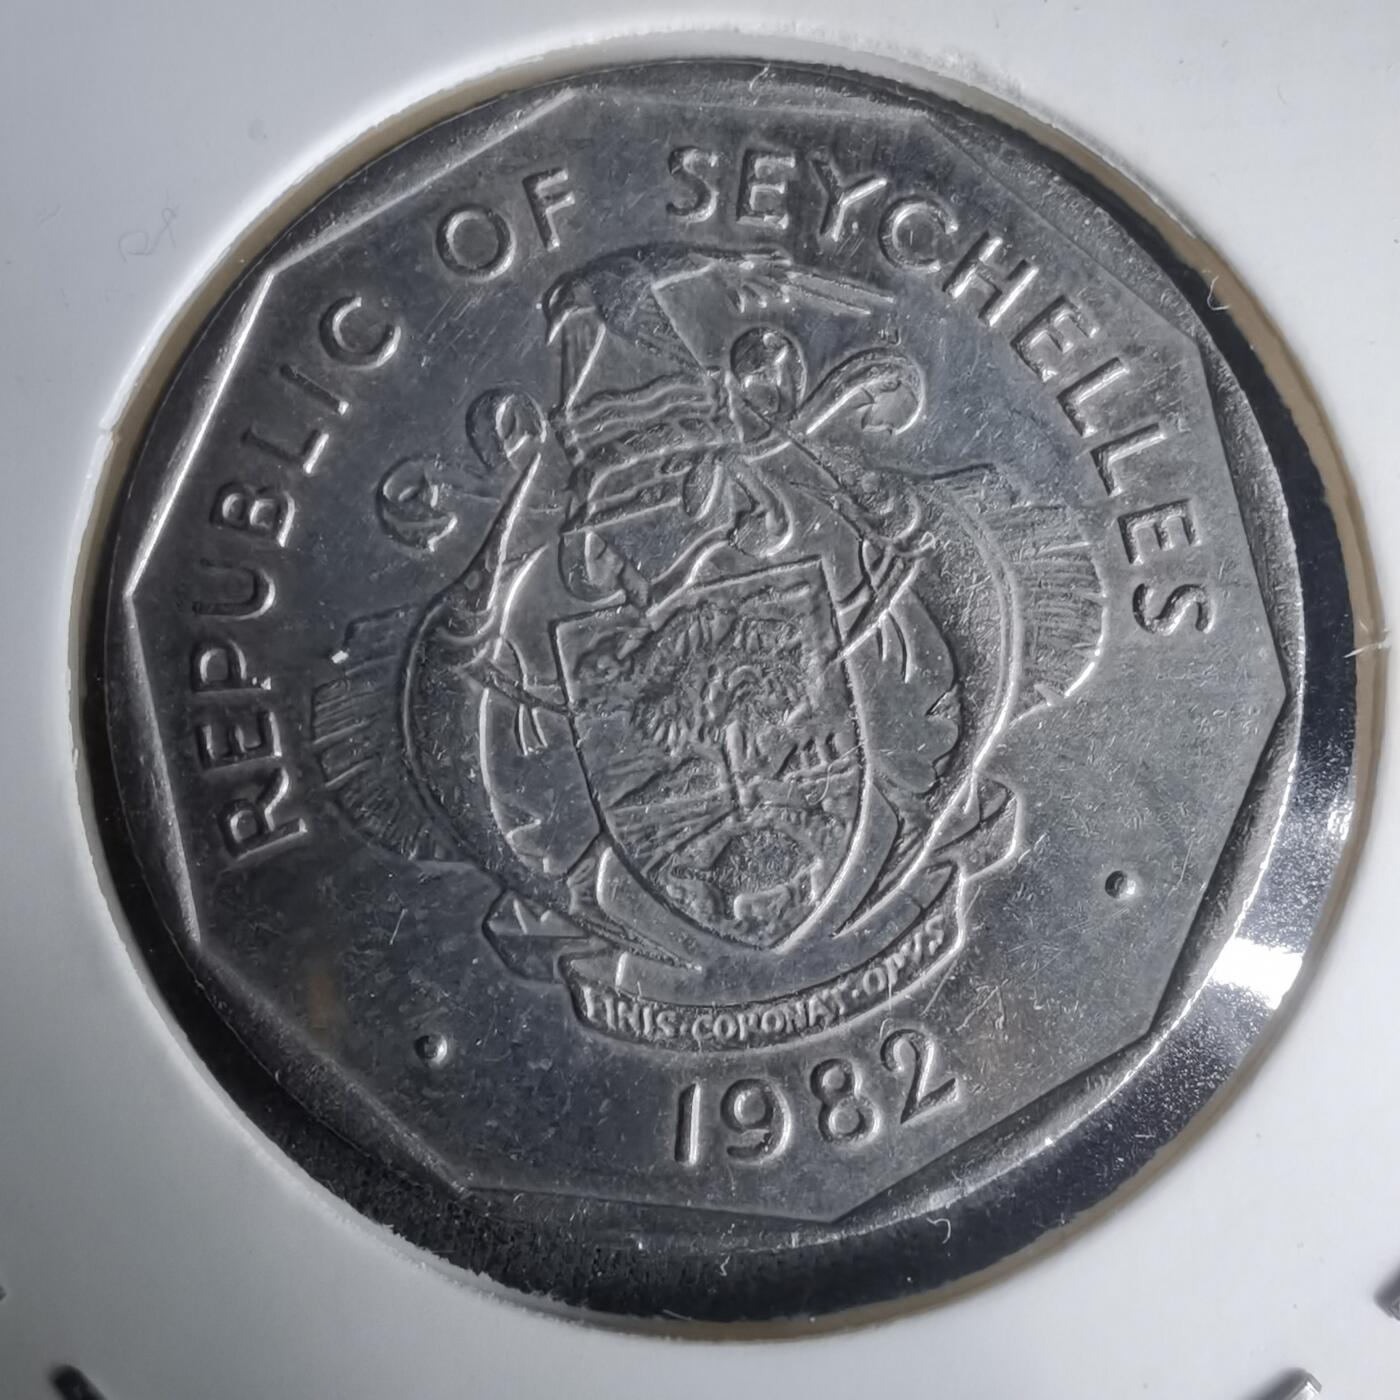 REPUBLIC OF SEYCHELLES
FINIS·CORONAT·OPVS
1982